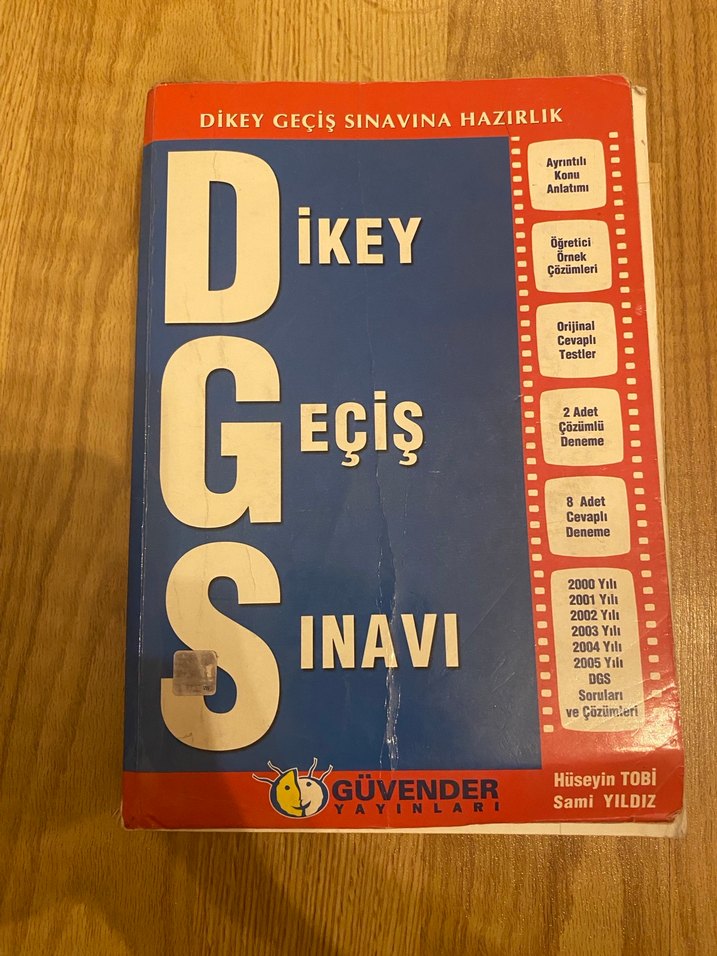 DİKEY GEÇİŞ SINAVINA HAZIRLIK
DİKEY
GEÇİŞ
SINAVI
Ayrıntılı
Konu
Anlatımı
Öğretici
Örnek
Çözümleri
Orijinal
Cevaplı
Testler
2 Adet
Çözümlü
Deneme
8 Adet
Cevaplı
Deneme
2000 Yılı
2001 Yılı
2002 Yılı
2003 Yılı
2004 Yılı
2005 Yılı
DGS
Soruları
ve Çözümleri
GÜVENDER
YAYINLARI
Hüseyin TOBİ
Sami YILDIZ